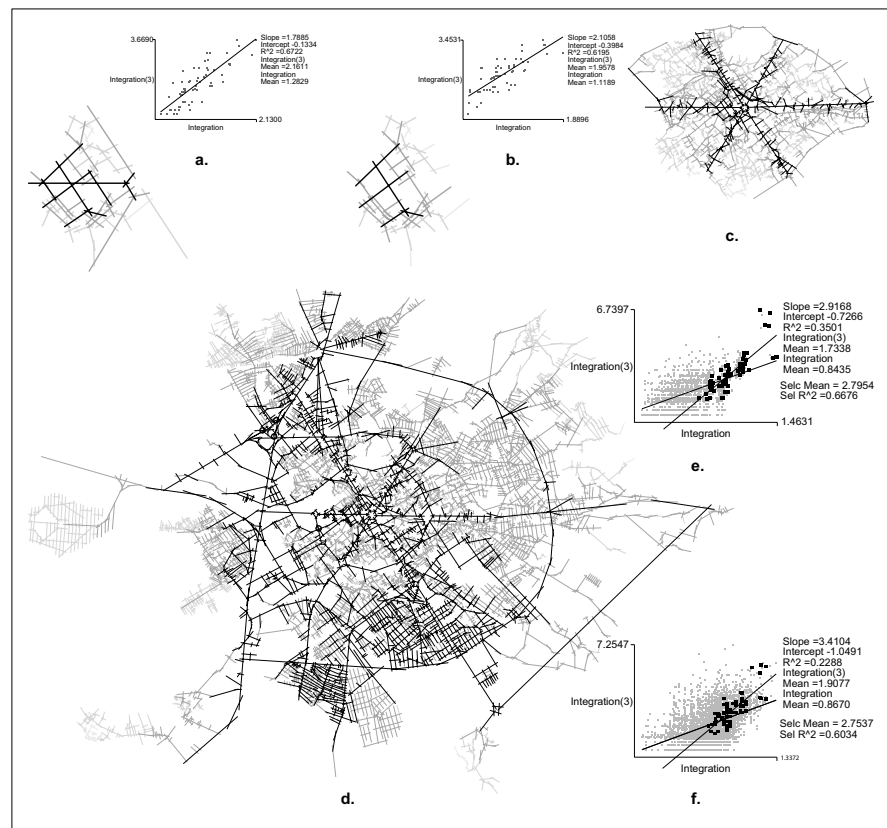 3.6690
Integration(3)
Slope =1.7885
Intercept -0.1334
R^2 =0.6722
Integration(3)
Mean =2.1611
Integration
Mean =1.2829
Integration
2.1300
a.
3.4531
Integration(3)
Slope =2.1058
Intercept -0.3984
R^2 =0.6195
Integration(3)
Mean =1.9578
Integration
Mean =1.1189
Integration
1.8896
b.
c.
6.7397
Integration(3)
Slope =2.9168
Intercept -0.7266
R^2 =0.3501
Integration(3)
Mean =1.7338
Integration
Mean =0.8435
Selc Mean = 2.7954
Sel R^2 =0.6676
Integration
1.4631
e.
7.2547
Integration(3)
Slope =3.4104
Intercept -1.0491
R^2 =0.2288
Integration(3)
Mean =1.9077
Integration
Mean =0.8670
Selc Mean = 2.7537
Sel R^2 =0.6034
Integration
1.3372
d.
f.